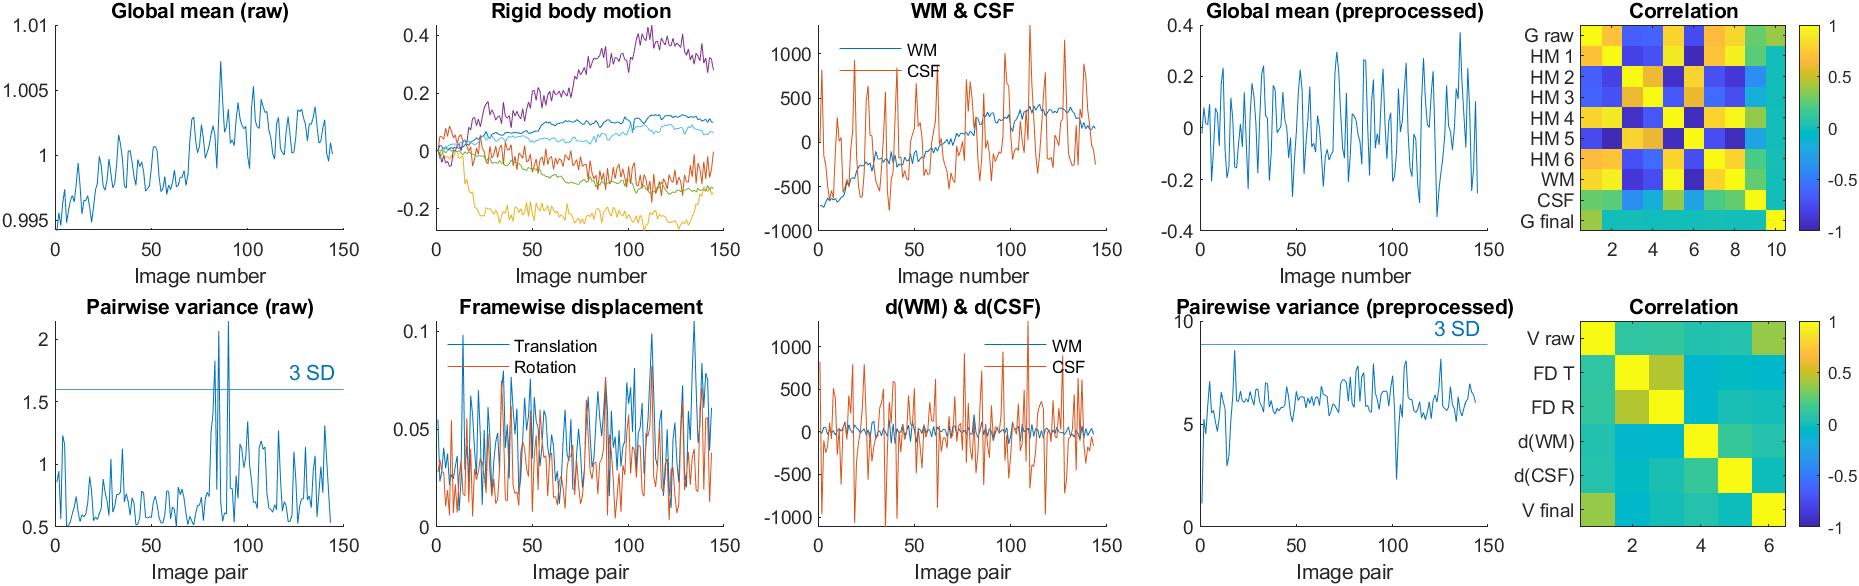 Global mean (raw)
1.01
1.005
1
0.995
0 50 100 150
Image number
Rigid body motion
0.4
0.2
0
-0.2
0 50 100 150
Image number
WM & CSF
WM
CSF
1000
500
0
-500
-1000
0 50 100 150
Image number
Global mean (preprocessed)
0.4
0.2
0
-0.2
-0.4
0 50 100 150
Image number
Correlation
G raw
HM 1
HM 2
HM 3
HM 4
HM 5
HM 6
WM
CSF
G final
2 4 6 8 10
1
0.5
0
-0.5
-1
Pairwise variance (raw)
3 SD
2
1.5
1
0.5
0 50 100 150
Image pair
Framewise displacement
Translation
Rotation
0.1
0.05
0
0 50 100 150
Image pair
d(WM) & d(CSF)
WM
CSF
1000
500
0
-500
-1000
0 50 100 150
Image pair
Pairewise variance (preprocessed)
3 SD
10
5
0
0 50 100 150
Image pair
Correlation
V raw
FD T
FD R
d(WM)
d(CSF)
V final
2 4 6
1
0.5
0
-0.5
-1